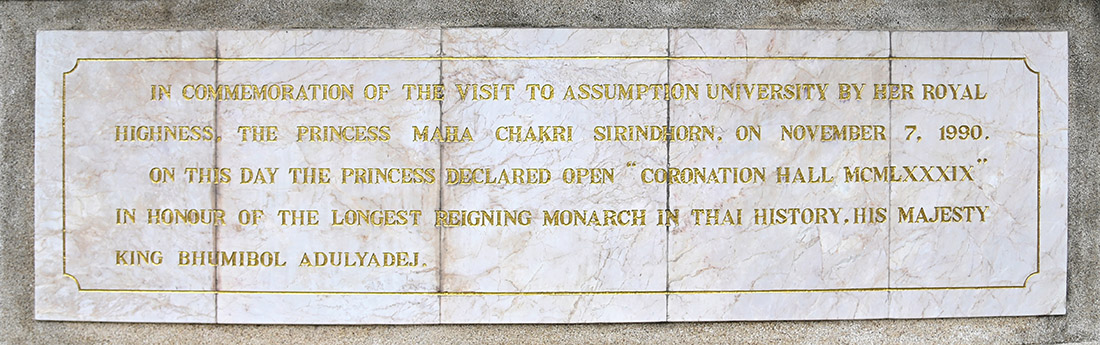 IN COMMEMORATION OF THE VISIT TO ASSUMPTION UNIVERSITY BY HER ROYAL
HIGHNESS, THE PRINCESS MAHA CHAKRI SIRINDHORN, ON NOVEMBER 7, 1990.
ON THIS DAY THE PRINCESS DECLARED OPEN “CORONATION HALL MCMLXXXIX”
IN HONOUR OF THE LONGEST REIGNING MONARCH IN THAI HISTORY, HIS MAJESTY
KING BHUMIBOL ADULYADEJ.